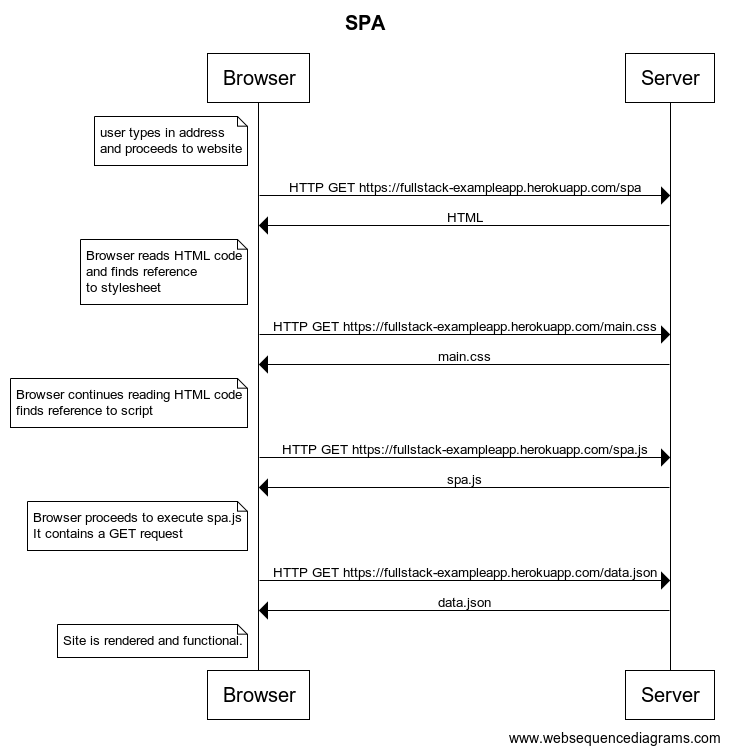 SPA
Browser
Server
user types in address
and proceeds to website
HTTP GET https://fullstack-exampleapp.herokuapp.com/spa
HTML
Browser reads HTML code
and finds reference
to stylesheet
HTTP GET https://fullstack-exampleapp.herokuapp.com/main.css
main.css
Browser continues reading HTML code
finds reference to script
HTTP GET https://fullstack-exampleapp.herokuapp.com/spa.js
spa.js
Browser proceeds to execute spa.js
It contains a GET request
HTTP GET https://fullstack-exampleapp.herokuapp.com/data.json
data.json
Site is rendered and functional.
Browser
Server
www.websequencediagrams.com